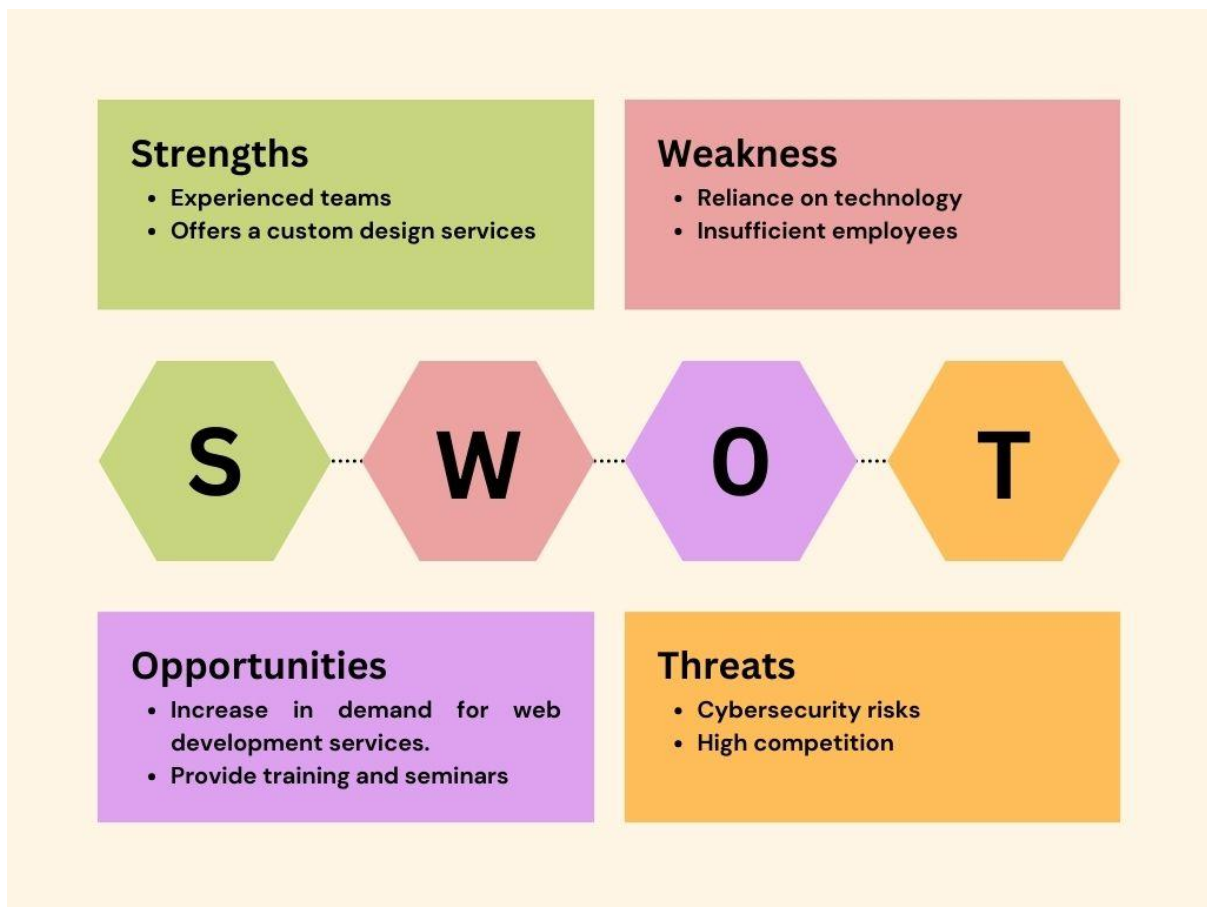 Strengths
• Experienced teams
• Offers a custom design services
Weakness
• Reliance on technology
• Insufficient employees
S
W
O
T
Opportunities
• Increase in demand for web
development services.
• Provide training and seminars
Threats
• Cybersecurity risks
• High competition